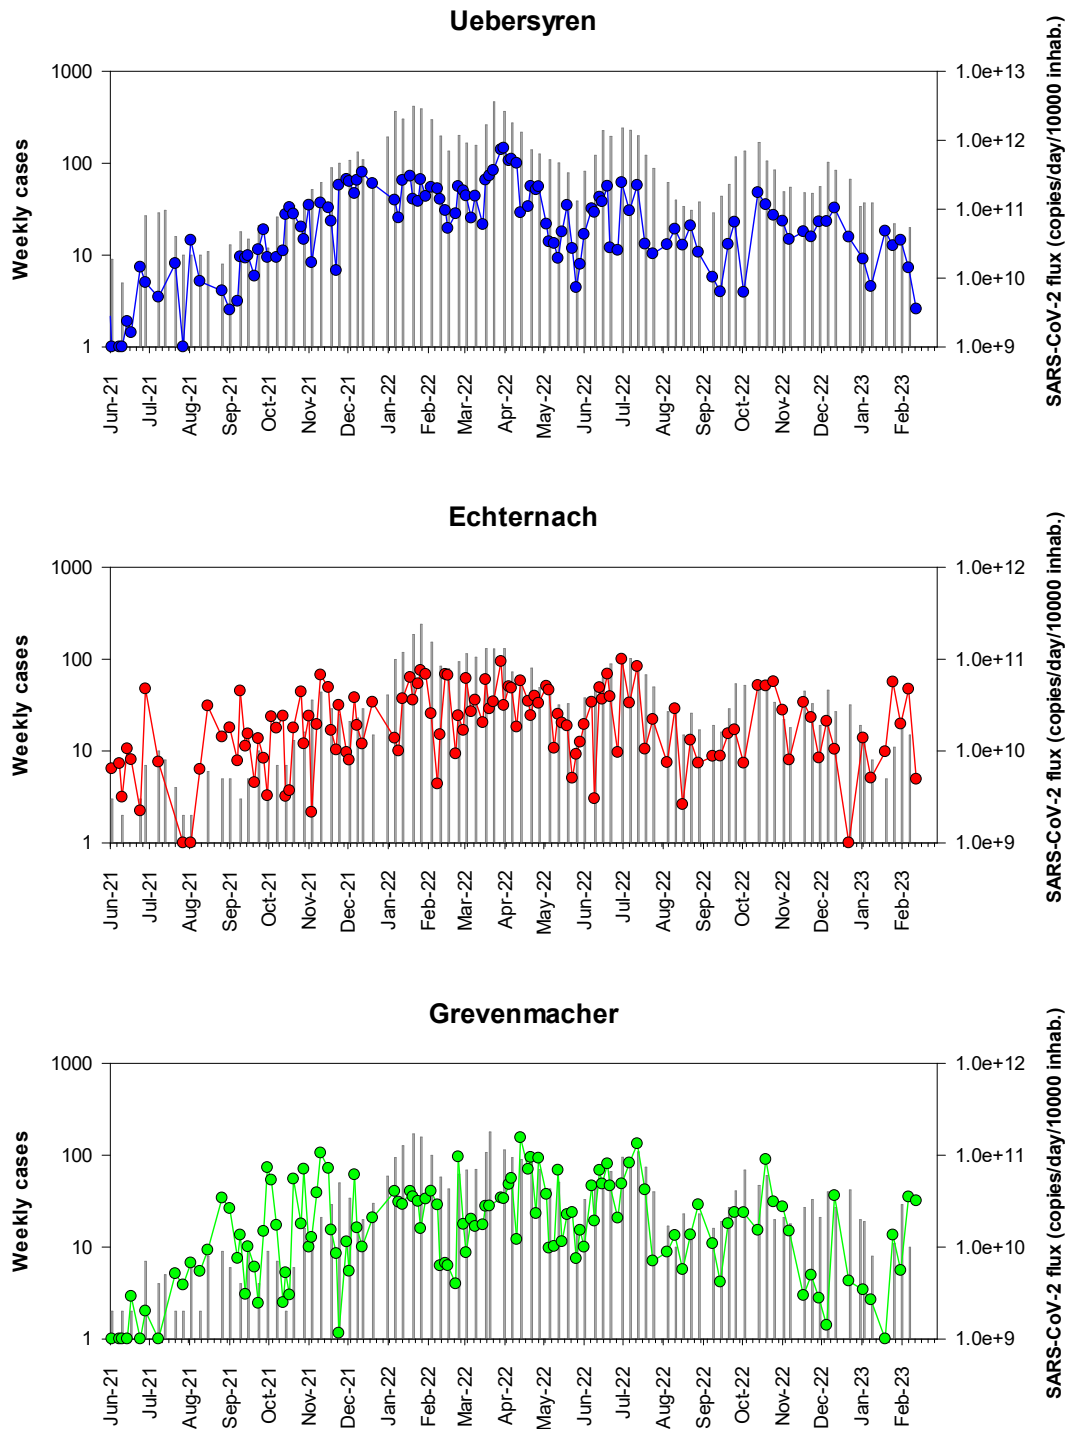 Uebersyren
Weekly cases
SARS-CoV-2 flux (copies/day/10000 inhab.)
1000
100
10
1
1.0e+13
1.0e+12
1.0e+11
1.0e+10
1.0e+9
Jun-21
Jul-21
Aug-21
Sep-21
Oct-21
Nov-21
Dec-21
Jan-22
Feb-22
Mar-22
Apr-22
May-22
Jun-22
Jul-22
Aug-22
Sep-22
Oct-22
Nov-22
Dec-22
Jan-23
Feb-23
Echternach
Weekly cases
SARS-CoV-2 flux (copies/day/10000 inhab.)
1000
100
10
1
1.0e+12
1.0e+11
1.0e+10
1.0e+9
Jun-21
Jul-21
Aug-21
Sep-21
Oct-21
Nov-21
Dec-21
Jan-22
Feb-22
Mar-22
Apr-22
May-22
Jun-22
Jul-22
Aug-22
Sep-22
Oct-22
Nov-22
Dec-22
Jan-23
Feb-23
Grevenmacher
Weekly cases
SARS-CoV-2 flux (copies/day/10000 inhab.)
1000
100
10
1
1.0e+12
1.0e+11
1.0e+10
1.0e+9
Jun-21
Jul-21
Aug-21
Sep-21
Oct-21
Nov-21
Dec-21
Jan-22
Feb-22
Mar-22
Apr-22
May-22
Jun-22
Jul-22
Aug-22
Sep-22
Oct-22
Nov-22
Dec-22
Jan-23
Feb-23